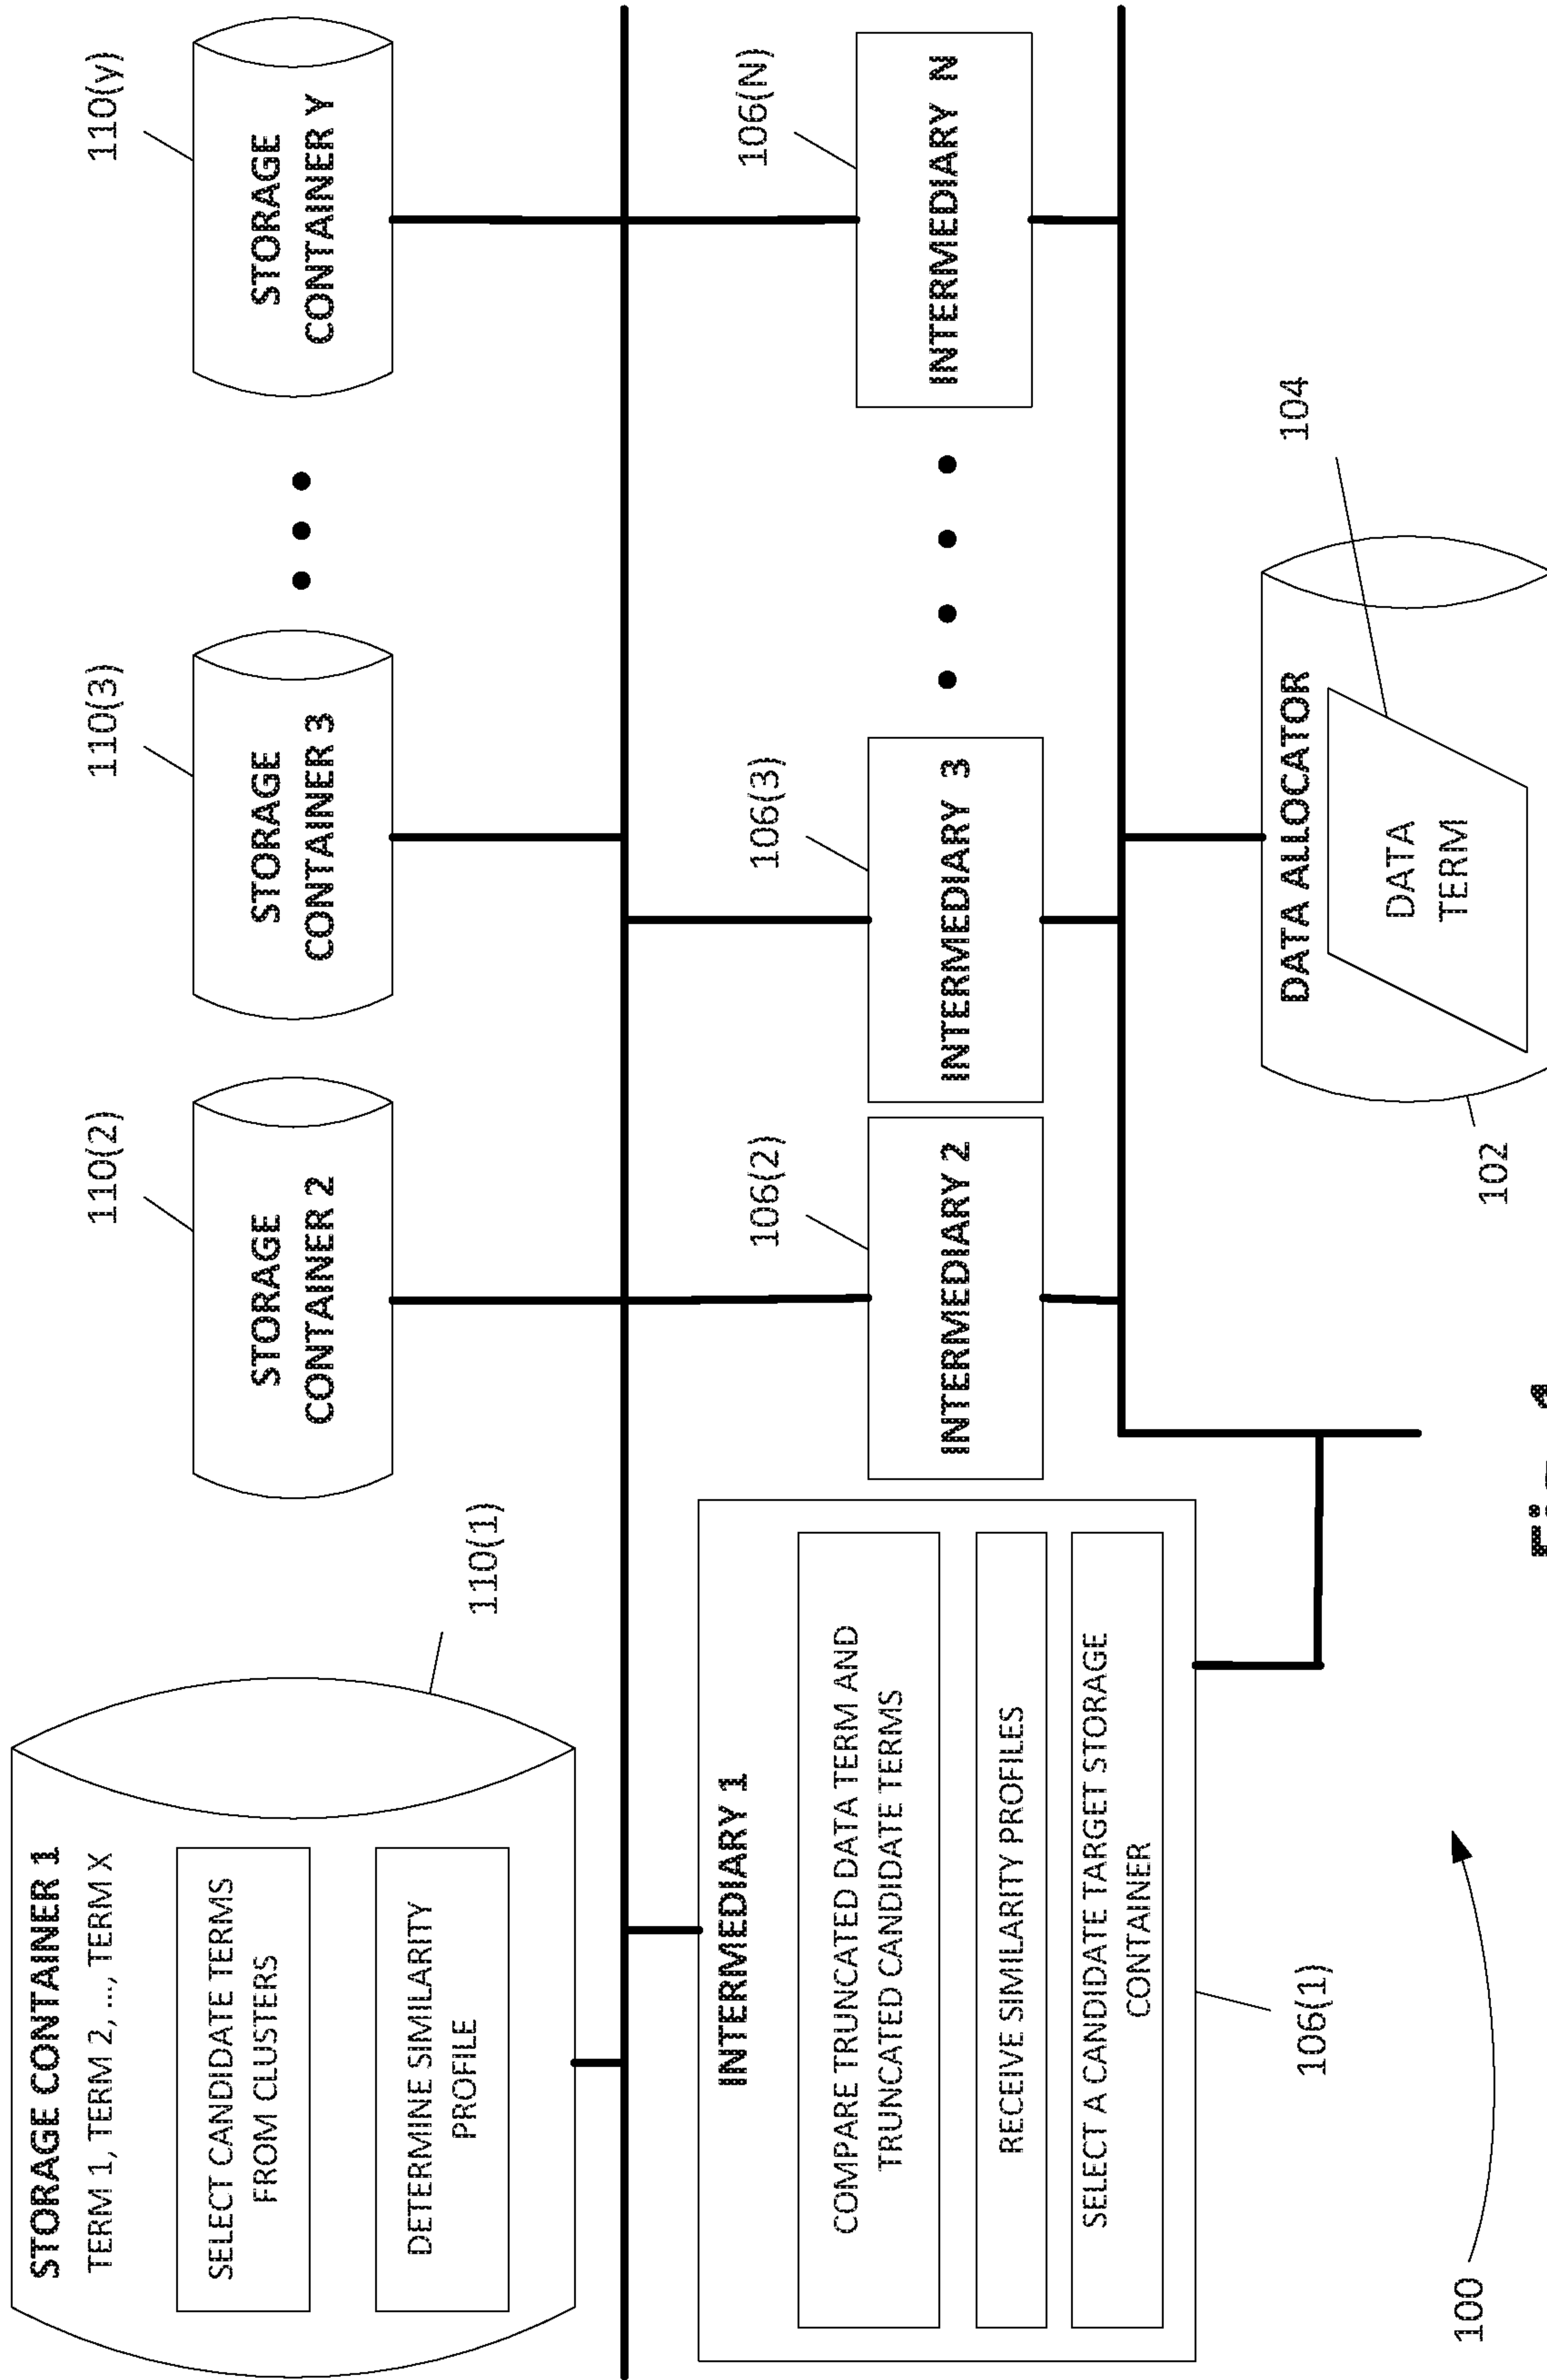 STORAGE CONTAINER 1
TERM 1, TERM 2, ..., TERM X
SELECT CANDIDATE TERMS
FROM CLUSTERS
DETERMINE SIMILARITY
PROFILE
110(1)
STORAGE
CONTAINER 2
110(2)
STORAGE
CONTAINER 3
110(3)
STORAGE
CONTAINER Y
110(y)
INTERMEDIARY 1
COMPARE TRUNCATED DATA TERM AND
TRUNCATED CANDIDATE TERMS
RECEIVE SIMILARITY PROFILES
SELECT A CANDIDATE TARGET STORAGE
CONTAINER
106(1)
INTERMEDIARY 2
106(2)
INTERMEDIARY 3
106(3)
INTERMEDIARY N
106(N)
DATA ALLOCATOR
DATA
TERM
104
102
100